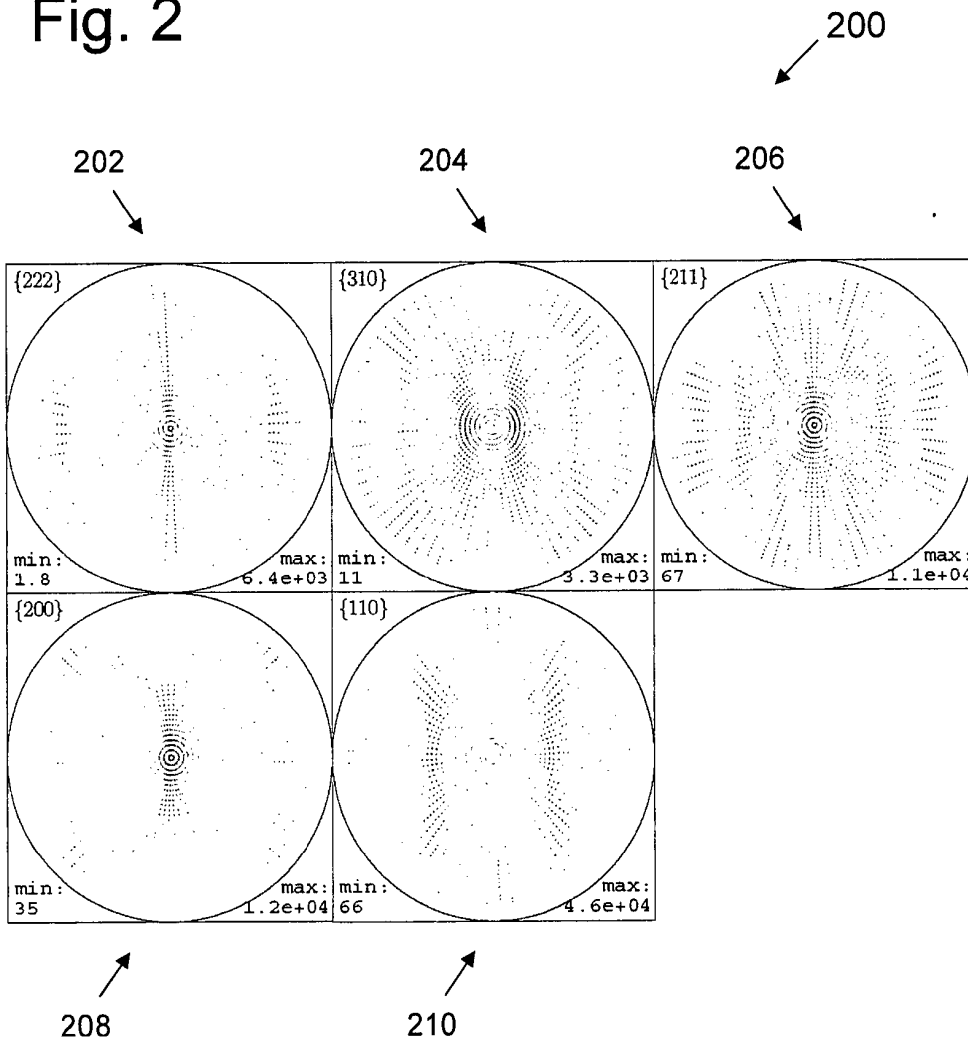 Fig. 2
200
202 204 206
{222} {310} {211}
min: max: min: max: min: max:
1.8 6.4e+03 11 3.3e+03 67 1.1e+04
{200} {110}
min: max: min: max:
35 1.2e+04 66 4.6e+04
208 210